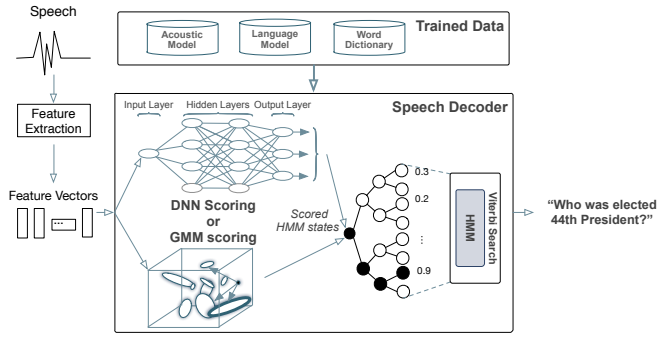 Speech
Feature
Extraction
Feature Vectors
...
Acoustic
Model
Language
Model
Word
Dictionary
Trained Data
Speech Decoder
Input Layer
Hidden Layers
Output Layer
DNN Scoring
or
GMM scoring
Scored
HMM states
0.3
0.2
...
0.9
Viterbi Search
HMM
“Who was elected
44th President?”